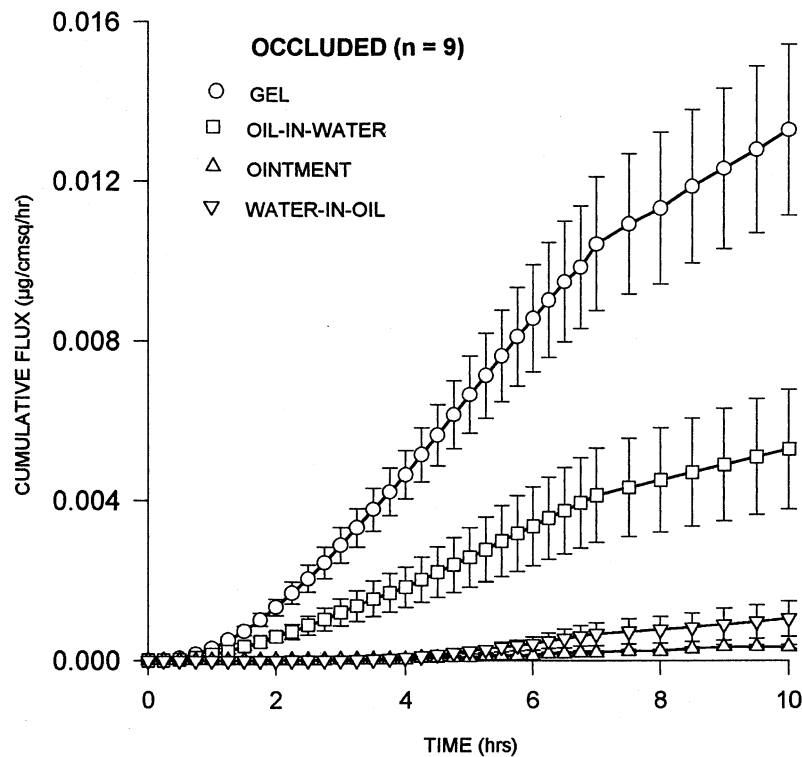 OCCLUDED (n = 9)
GEL
OIL-IN-WATER
OINTMENT
WATER-IN-OIL
CUMULATIVE FLUX (µg/cmsq/hr)
0.016
0.012
0.008
0.004
0.000
0 2 4 6 8 10
TIME (hrs)